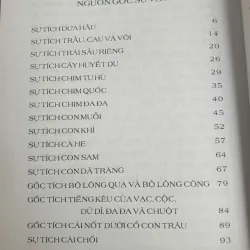 NGUỒN GỐC SỰ V
SỰ TÍCH DƯA HẤU 6
SỰ TÍCH TRẦU, CAU VÀ VÔI 14
SỰ TÍCH TRÁI SẦU RIÊNG 20
SỰ TÍCH CÂY HUYẾT DỤ 26
SỰ TÍCH CHIM TU HÚ 29
SỰ TÍCH CHIM QUỐC 35
SỰ TÍCH CHIM ĐA ĐA 40
SỰ TÍCH CON MUỖI 45
SỰ TÍCH CON KHỈ 52
SỰ TÍCH CÁ HE 57
SỰ TÍCH CON SAM 64
SỰ TÍCH DÃ TRÀNG 67
GỐC TÍCH BỘ LÔNG QUẠ VÀ BỘ LÔNG CÔNG 79
GỐC TÍCH TIẾNG KÊU CỦA VẠC, CỘC,
DỦ DỈ, ĐA ĐA VÀ CHUỘT 84
GỐC TÍCH CÁI NỐT DƯỚI CỔ CON TRÂU 89
SỰ TÍCH CÁI CHỔI 93